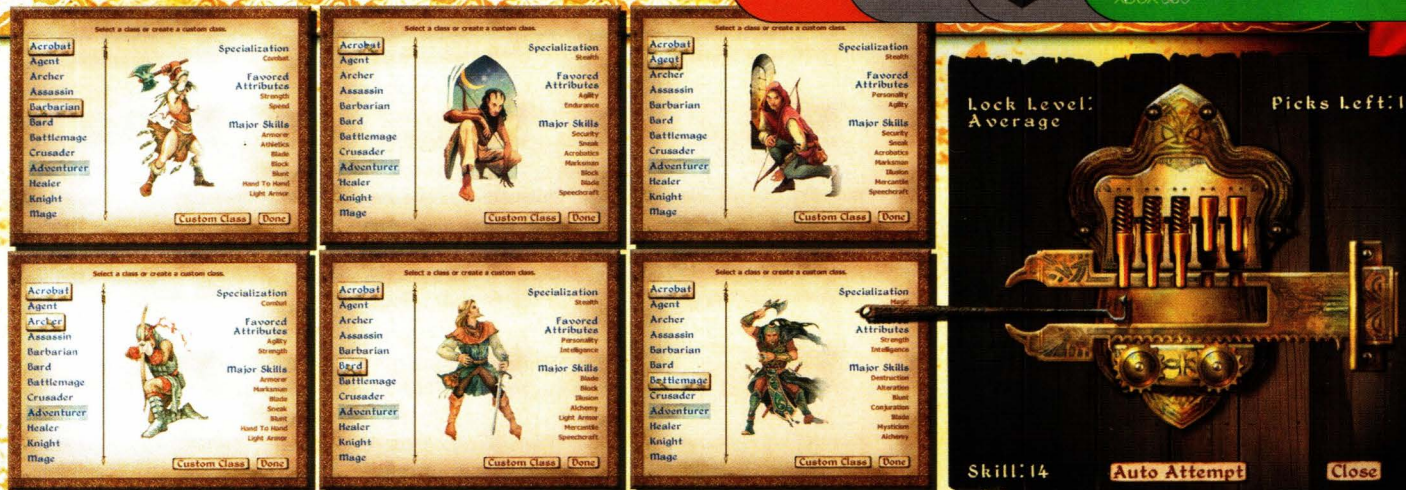 XBOX 360
Select a class or create a custom class.
Acrobat
Agent
Archer
Assassin
Barbarian
Bard
Battlemage
Crusader
Adventurer
Healer
Knight
Mage
Specialization
Combat
Favored
Attributes
Strength
Speed
Major Skills
Armorer
Athletics
Blade
Block
Blunt
Hand To Hand
Light Armor
Custom Class
Done
Select a class or create a custom class.
Acrobat
Agent
Archer
Assassin
Barbarian
Bard
Battlemage
Crusader
Adventurer
Healer
Knight
Mage
Specialization
Stealth
Favored
Attributes
Agility
Endurance
Major Skills
Security
Sneak
Acrobatics
Marksman
Block
Blade
Speechcraft
Custom Class
Done
Select a class or create a custom class.
Acrobat
Agent
Archer
Assassin
Barbarian
Bard
Battlemage
Crusader
Adventurer
Healer
Knight
Mage
Specialization
Stealth
Favored
Attributes
Personality
Agility
Major Skills
Security
Sneak
Acrobatics
Marksman
Illusion
Mercantile
Speechcraft
Custom Class
Done
Lock Level:
Average
Picks Left:1
Select a class or create a custom class.
Acrobat
Agent
Archer
Assassin
Barbarian
Bard
Battlemage
Crusader
Adventurer
Healer
Knight
Mage
Specialization
Combat
Favored
Attributes
Agility
Strength
Major Skills
Armorer
Marksman
Blade
Sneak
Blunt
Hand To Hand
Light Armor
Custom Class
Done
Select a class or create a custom class.
Acrobat
Agent
Archer
Assassin
Barbarian
Bard
Battlemage
Crusader
Adventurer
Healer
Knight
Mage
Specialization
Stealth
Favored
Attributes
Personality
Intelligence
Major Skills
Blade
Block
Illusion
Alchemy
Light Armor
Mercantile
Speechcraft
Custom Class
Done
Select a class or create a custom class.
Acrobat
Agent
Archer
Assassin
Barbarian
Bard
Battlemage
Crusader
Adventurer
Healer
Knight
Mage
Specialization
Magic
Attributes
Strength
Intelligence
Major Skills
Destruction
Alteration
Blunt
Conjuration
Blade
Mysticism
Alchemy
Custom Class
Done
Skill:14
Auto Attempt
Close